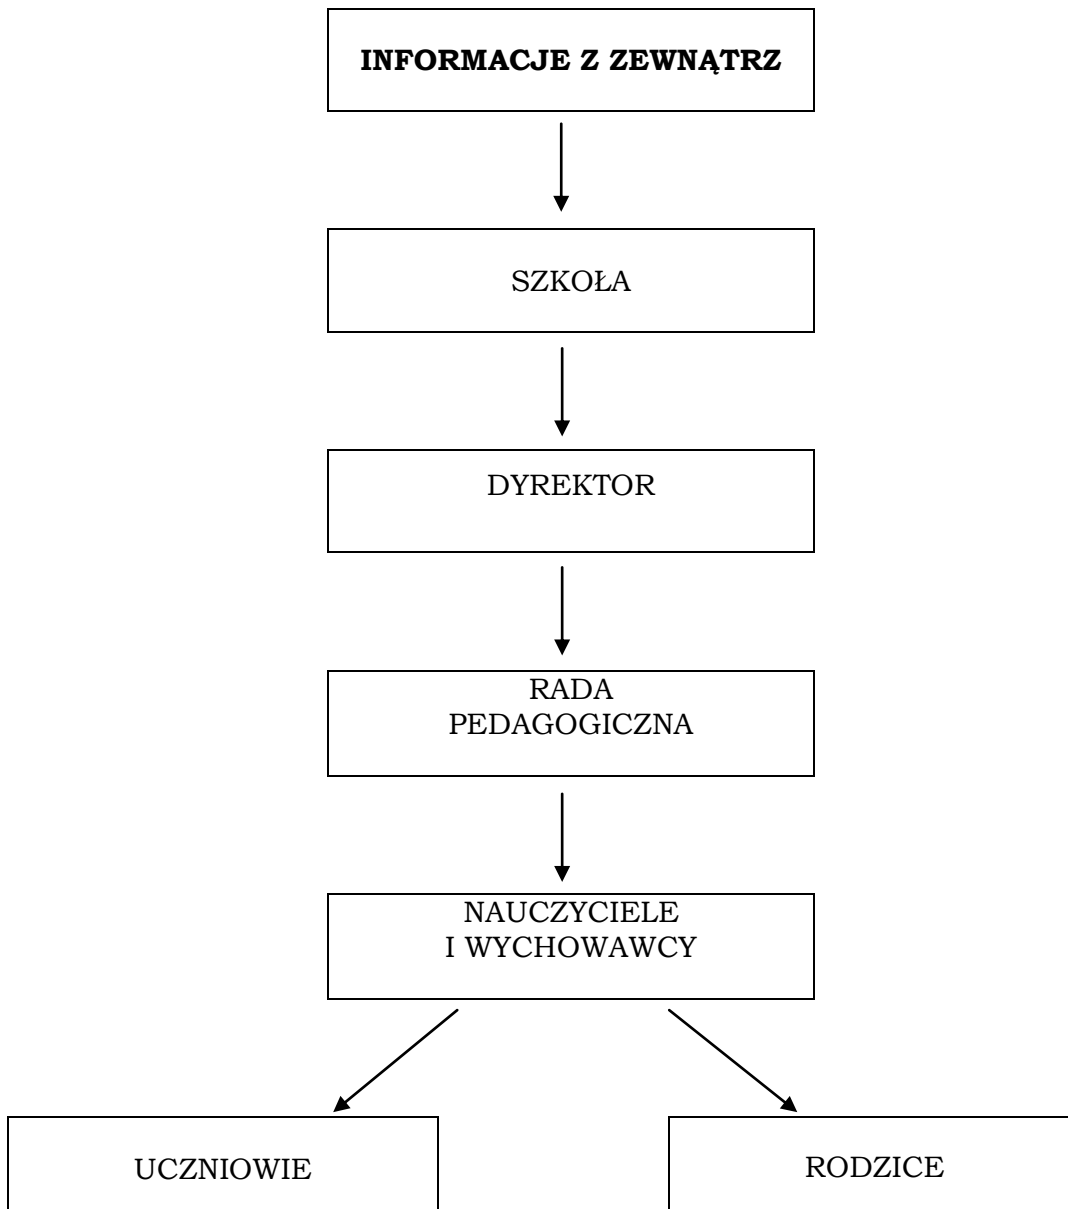 INFORMACJE Z ZEWNĄTRZ
SZKOŁA
DYREKTOR
RADA
PEDAGOGICZNA
NAUCZYCIELE
I WYCHOWAWCY
UCZNIOWIE
RODZICE